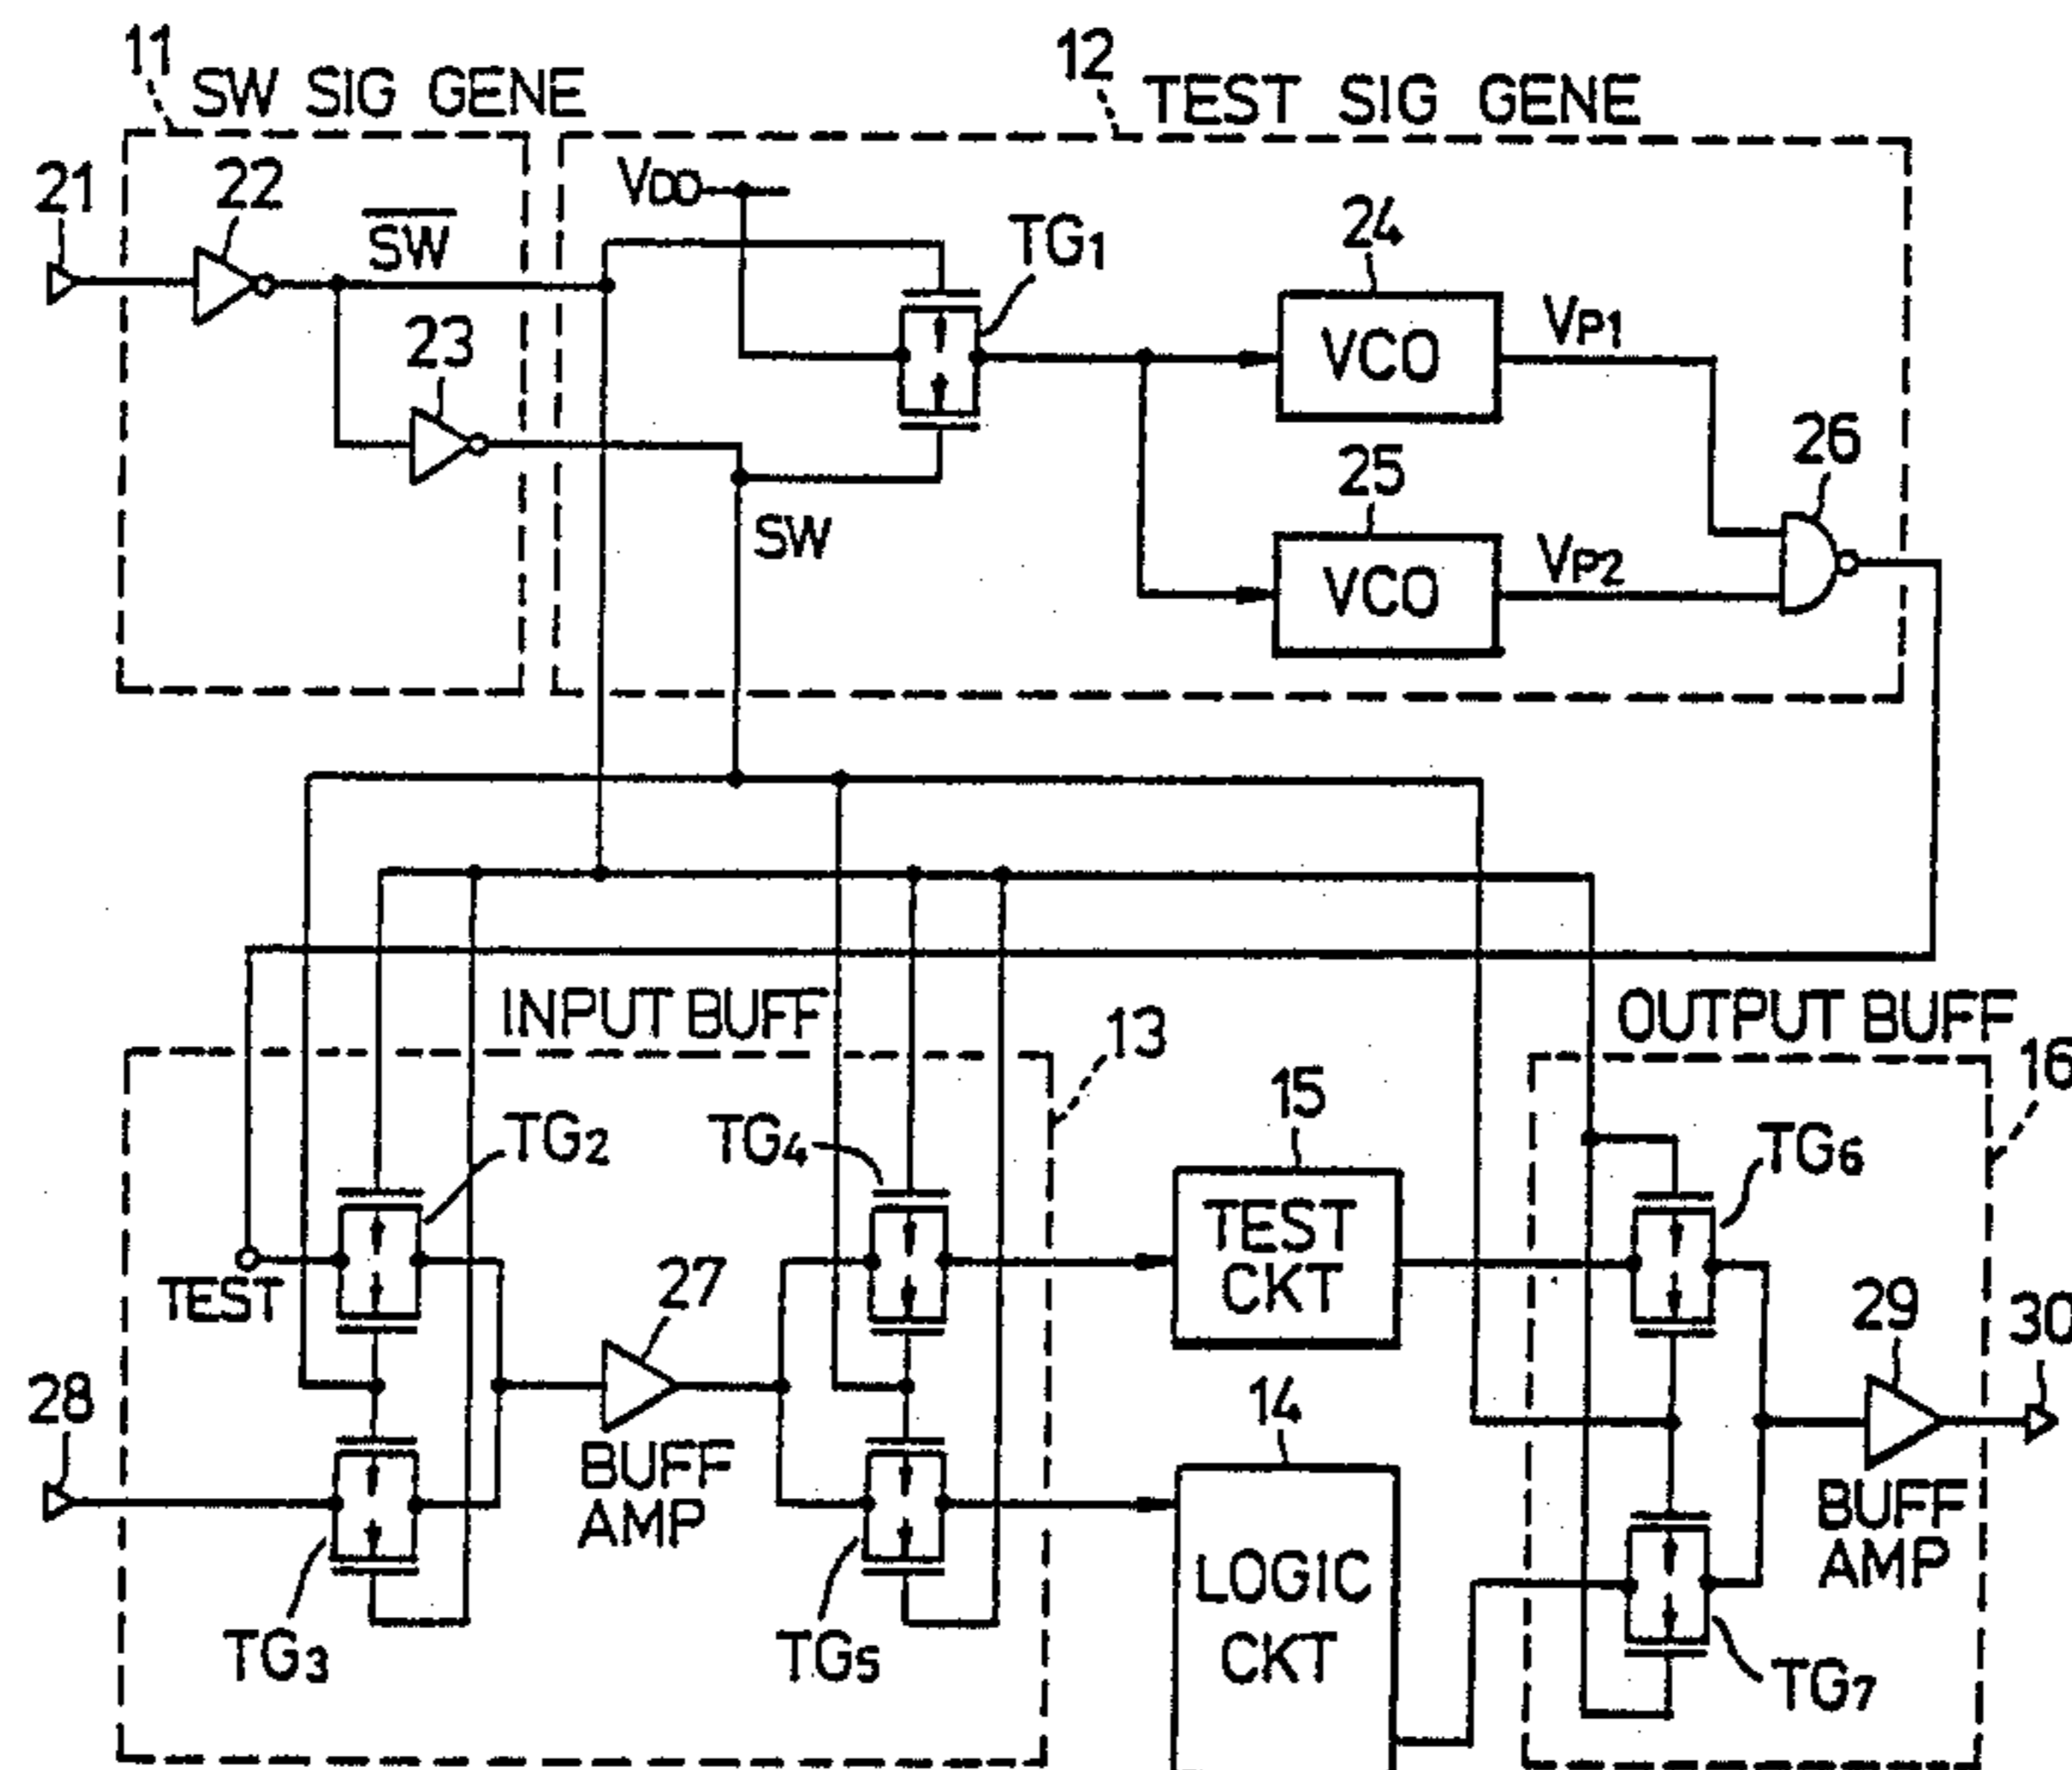 11
SW SIG GENE
12
TEST SIG GENE
21
22
SW
VDD
TG1
24
VCO
VP1
23
26
25
SW
VCO
VP2
INPUT BUFF
13
OUTPUT BUFF
16
15
TG2
TG4
TG6
TEST
CKT
TEST
27
29
30
28
14
BUFF
AMP
BUFF
AMP
LOGIC
CKT
TG3
TG5
TG7